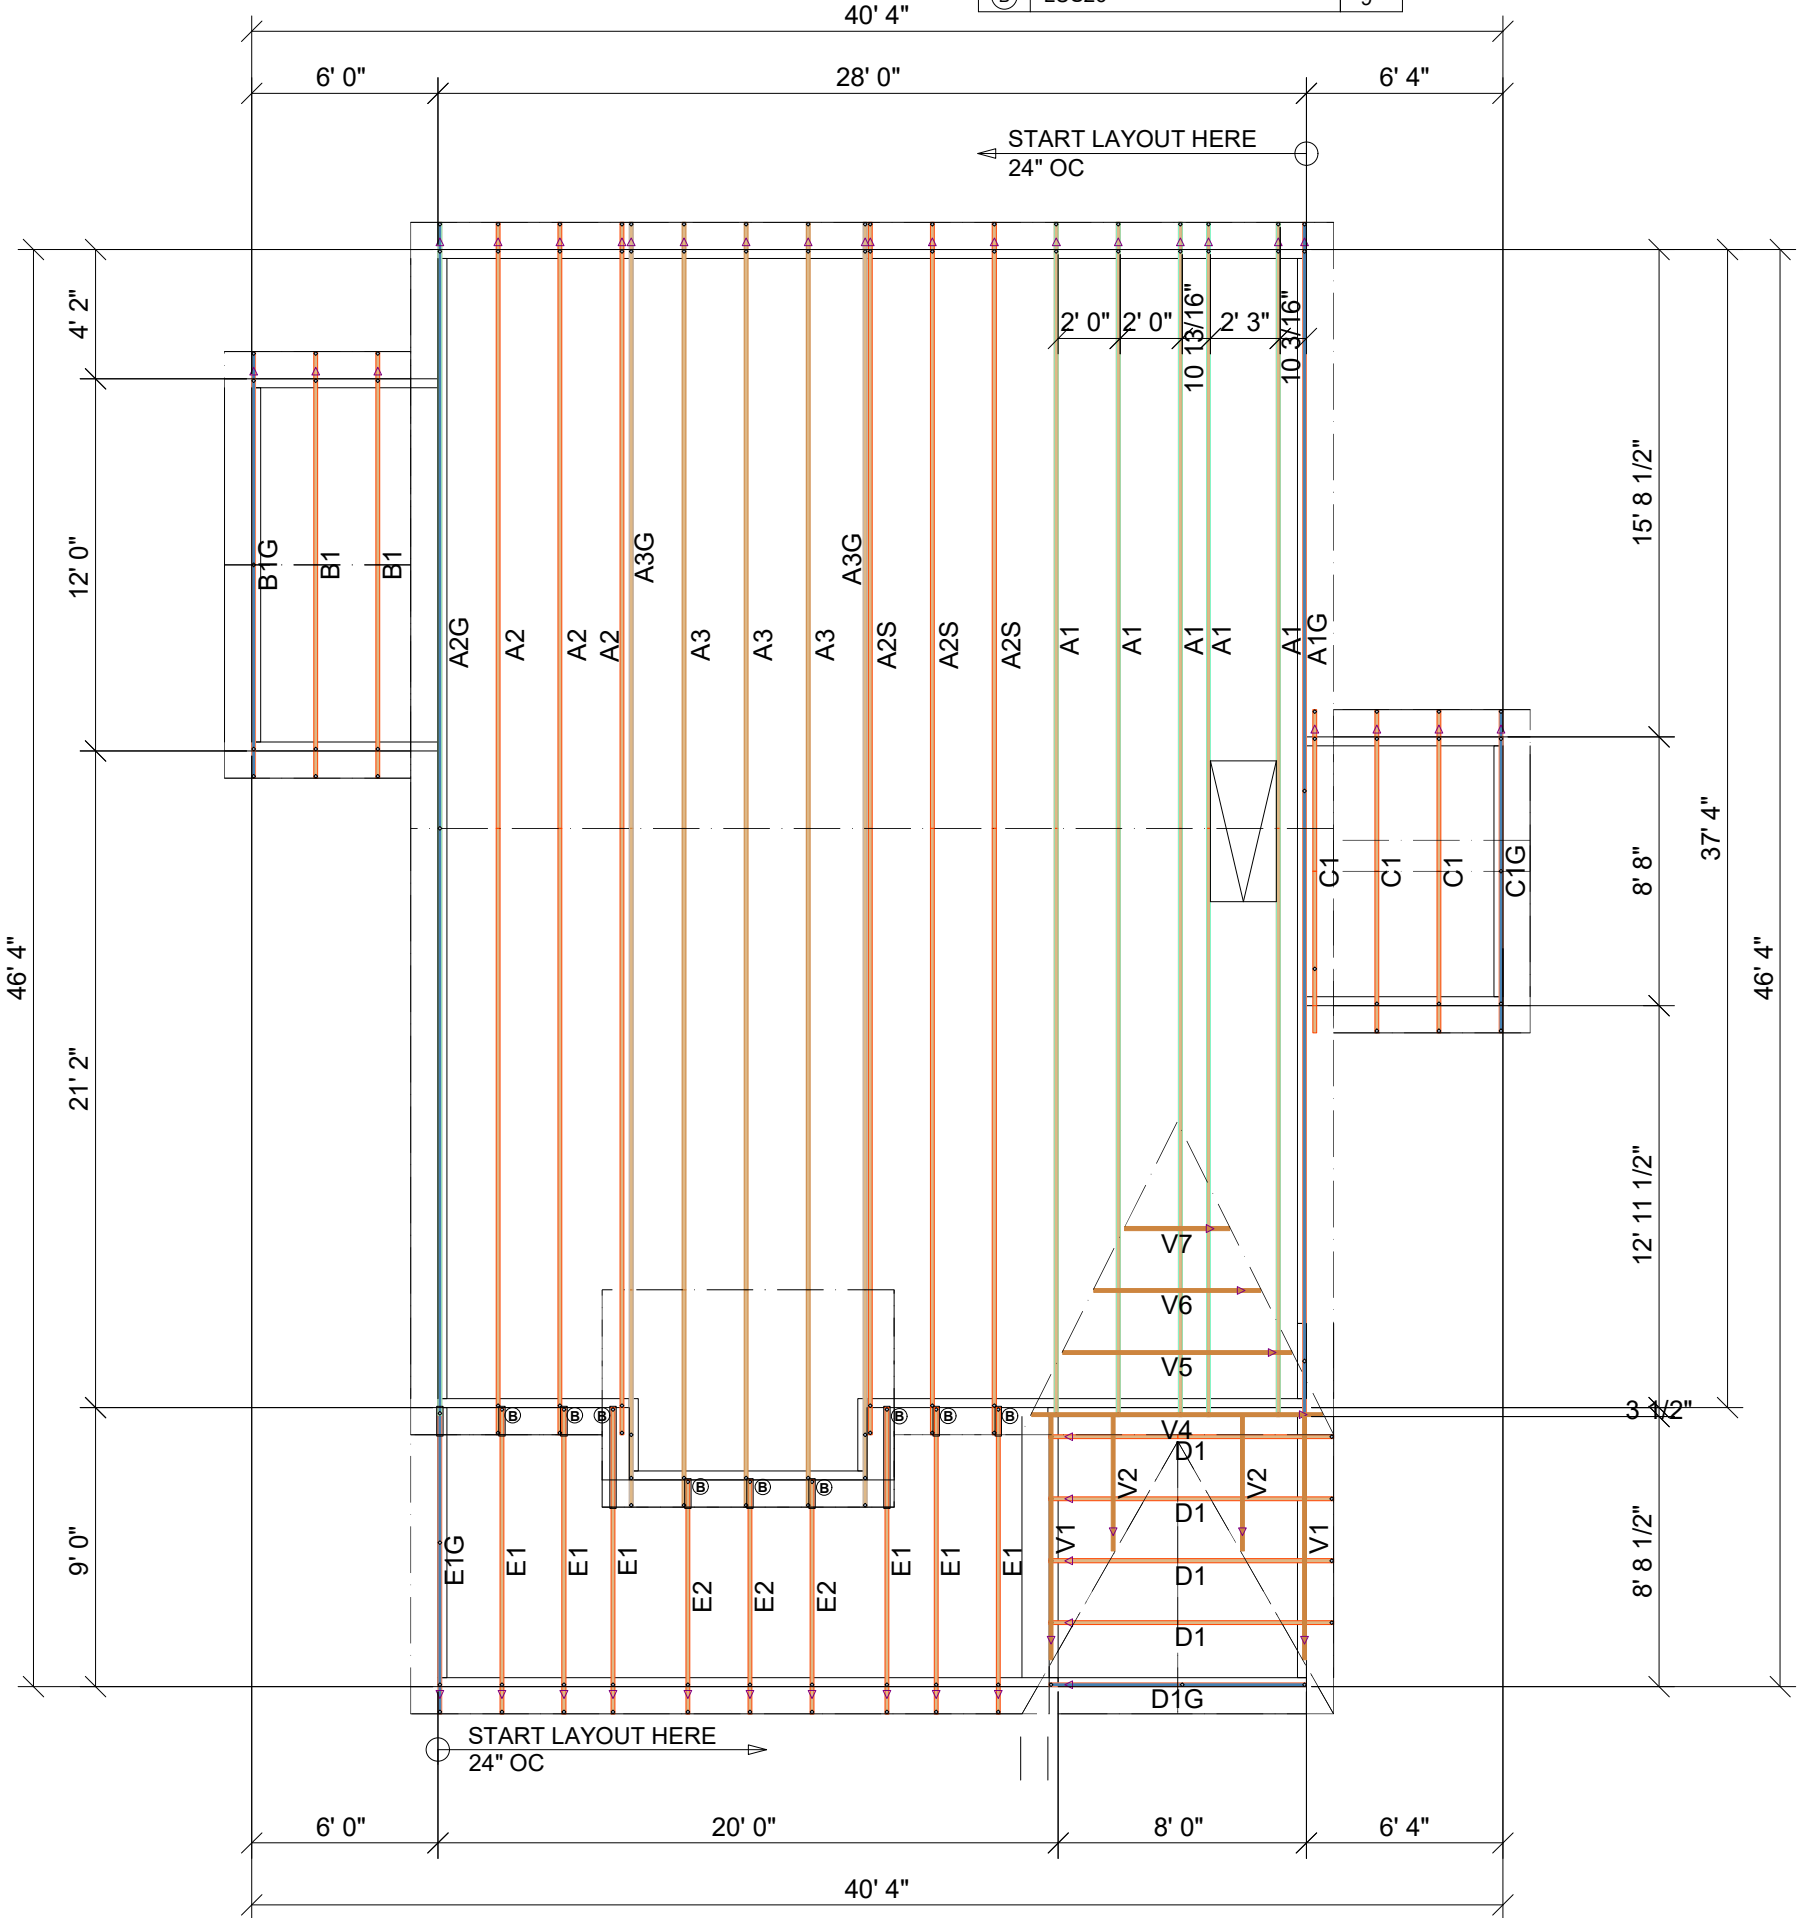 40' 4"
6' 0"
28' 0"
6' 4"
START LAYOUT HERE
24" OC
4' 2"
12' 0"
21' 2"
9' 0"
46' 4"
2' 0"
2' 0"
10 13/16"
2' 3"
10 3/16"
15' 8 1/2"
8' 8"
12' 11 1/2"
3 1/2"
8' 8 1/2"
37' 4"
46' 4"
B1G
B1
B1
A2G
A2
A2
A2
A3G
A3
A3
A3
A3G
A2S
A2S
A2S
A1
A1
A1
A1
A1
A1G
C1
C1
C1
C1G
V7
V6
V5
V4
D1
V2
V2
D1
V1
V1
D1
D1
D1G
B
B
B
B
B
B
B
B
B
E1G
E1
E1
E1
E2
E2
E2
E1
E1
E1
START LAYOUT HERE
24" OC
6' 0"
20' 0"
8' 0"
6' 4"
40' 4"